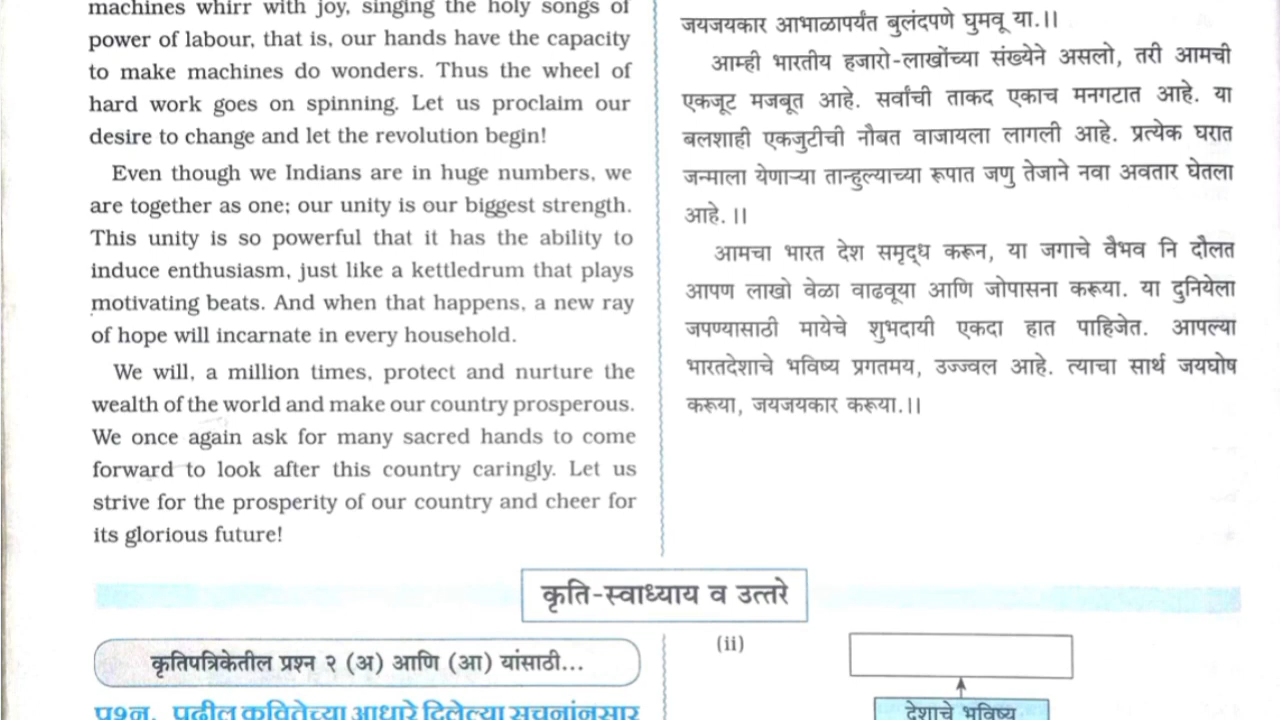 machines whirr with joy, singing the holy songs of
power of labour, that is, our hands have the capacity
to make machines do wonders. Thus the wheel of
hard work goes on spinning. Let us proclaim our
desire to change and let the revolution begin!
Even though we Indians are in huge numbers, we
are together as one; our unity is our biggest strength.
This unity is so powerful that it has the ability to
induce enthusiasm, just like a kettledrum that plays
motivating beats. And when that happens, a new ray
of hope will incarnate in every household.
We will, a million times, protect and nurture the
wealth of the world and make our country prosperous.
We once again ask for many sacred hands to come
forward to look after this country caringly. Let us
strive for the prosperity of our country and cheer for
its glorious future!
जयजयकार आभाळापर्यंत बुलंदपणे घुमवू या.।।
आम्ही भारतीय हजारो-लाखोंच्या संख्येने असलो, तरी आमची
एकजूट मजबूत आहे. सर्वांची ताकद एकाच मनगटात आहे. या
बलशाही एकजुटीची नौबत वाजायला लागली आहे. प्रत्येक घरात
जन्माला येणाऱ्या तान्हुल्याच्या रूपात जणु तेजाने नवा अवतार घेतला
आहे.।।
आमचा भारत देश समृद्ध करून, या जगाचे वैभव नि दौलत
आपण लाखो वेळा वाढवूया आणि जोपासना करूया. या दुनियेला
जपण्यासाठी मायेचे शुभदायी एकदा हात पाहिजेत. आपल्या
भारतदेशाचे भविष्य प्रगतमय, उज्ज्वल आहे. त्याचा सार्थ जयघोष
करूया, जयजयकार करूया.।।
कृति-स्वाध्याय व उत्तरे
कृतिपत्रिकेतील प्रश्न २ (अ) आणि (आ) यांसाठी...
प्रश्न. पुढील कवितेच्या आधारे दिलेल्या सूचनांनुसार
(ii)
देशाचे भविष्य